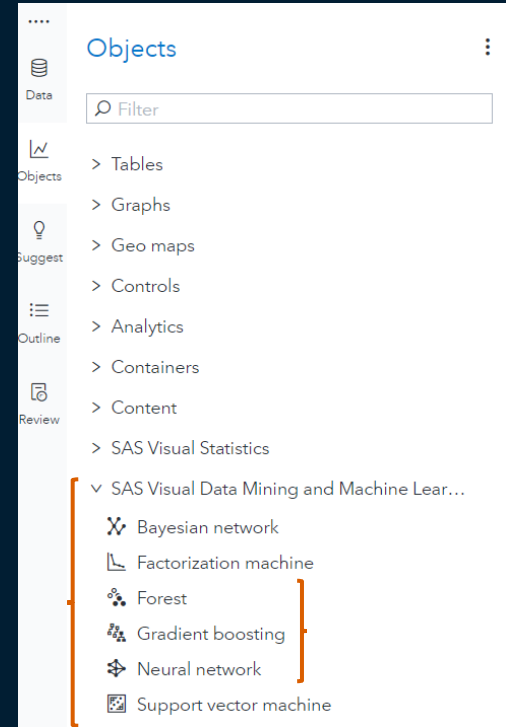 Objects
Data
Filter
Objects
Tables
Graphs
Suggest
Geo maps
Controls
Outline
Analytics
Containers
Review
Content
SAS Visual Statistics
SAS Visual Data Mining and Machine Lear...
Bayesian network
Factorization machine
Forest
Gradient boosting
Neural network
Support vector machine